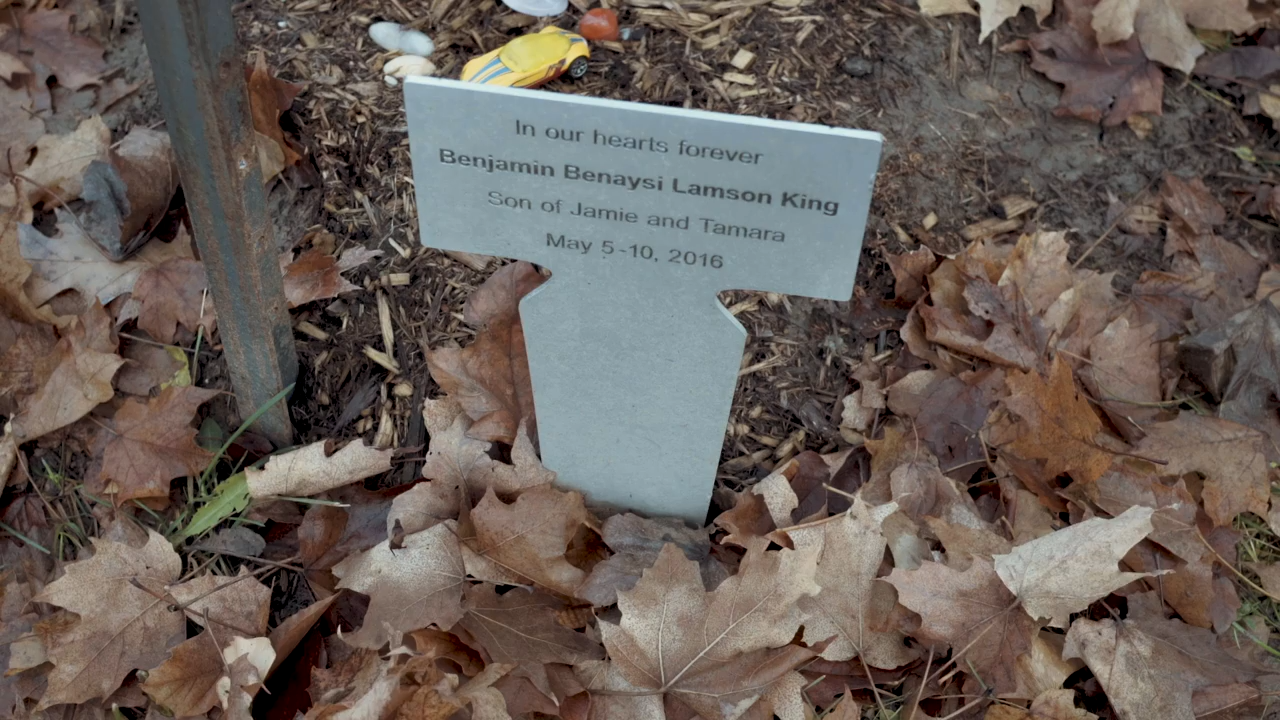 In our hearts forever
Benjamin Benaysi Lamson King
Son of Jamie and Tamara
May 5-10, 2016